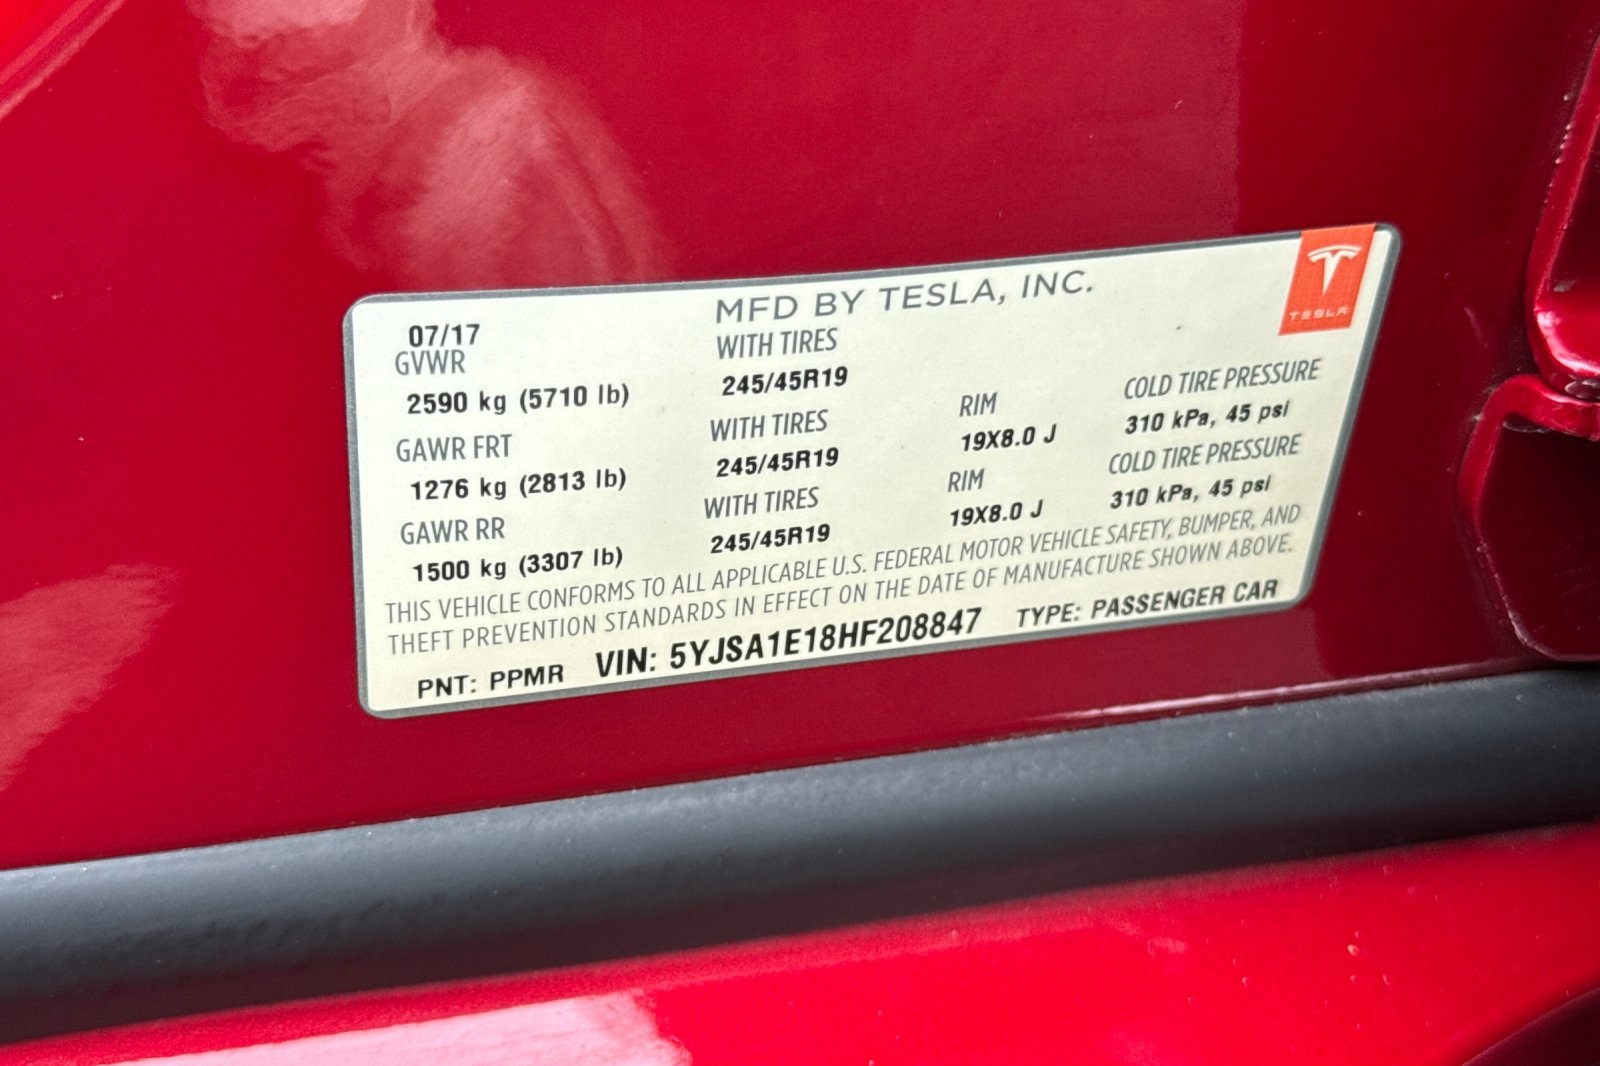 MFD BY TESLA, INC.
TESLA
07/17
GVWR WITH TIRES
2590 kg (5710 lb) 245/45R19
GAWR FRT WITH TIRES RIM COLD TIRE PRESSURE
1276 kg (2813 lb) 245/45R19 19X8.0 J 310 kPa, 45 psi
GAWR RR WITH TIRES RIM COLD TIRE PRESSURE
1500 kg (3307 lb) 245/45R19 19X8.0 J 310 kPa, 45 psi
THIS VEHICLE CONFORMS TO ALL APPLICABLE U.S. FEDERAL MOTOR VEHICLE SAFETY, BUMPER, AND
THEFT PREVENTION STANDARDS IN EFFECT ON THE DATE OF MANUFACTURE SHOWN ABOVE.
PNT: PPMR VIN: 5YJSA1E18HF208847 TYPE: PASSENGER CAR